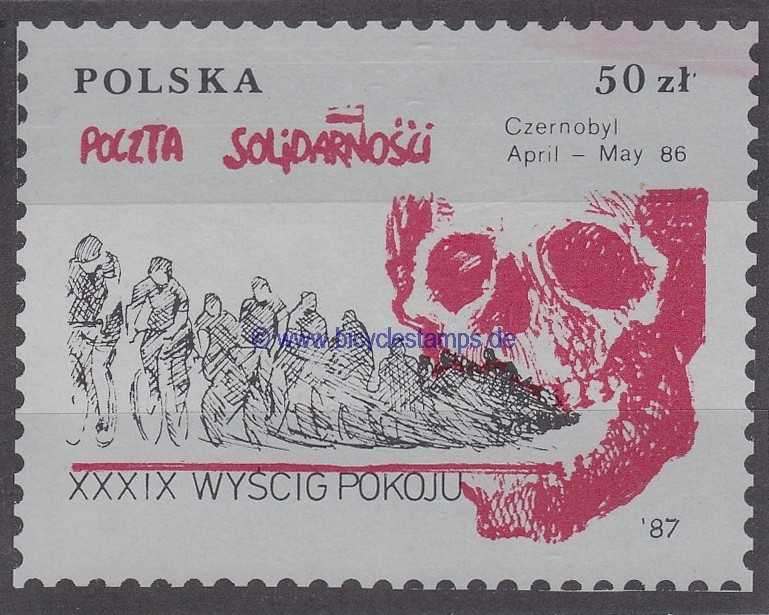 POLSKA 50 zł
POCZTA SOLIDARNOŚCI
Czernobyl
April – May 86
© www.bicyclestamps.de
XXXIX WYŚCIG POKOJU
'87